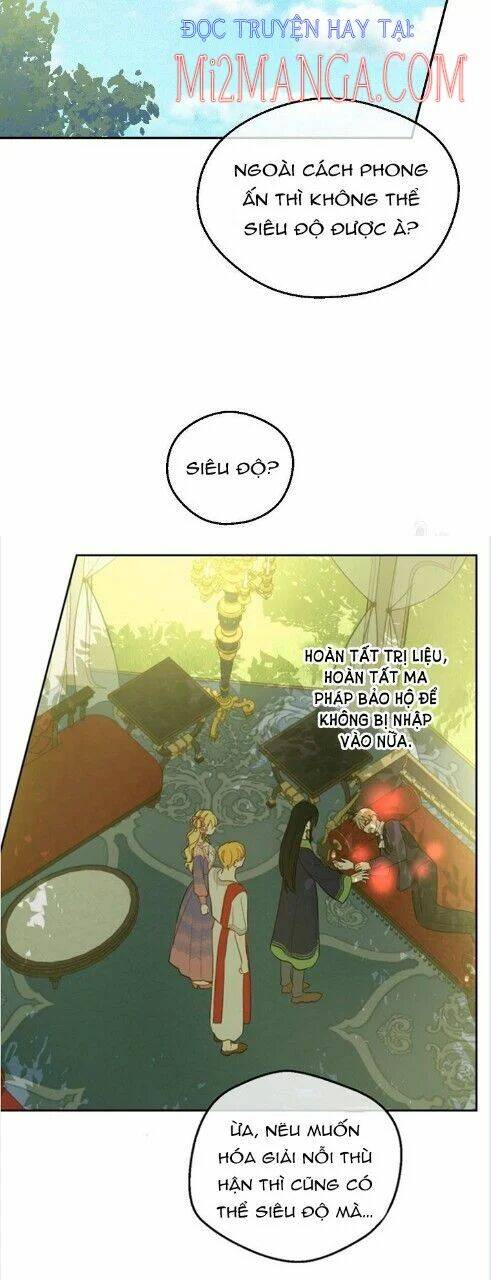 ĐỌC TRUYỆN HAY TẠI:
MI2MANGA.COM
NGOÀI CÁCH PHONG
ẤN THÌ KHÔNG THỂ
SIÊU ĐỘ ĐƯỢC À?
SIÊU ĐỘ?
HOÀN TẤT TRỊ LIỆU,
HOÀN TẤT MA
PHÁP BẢO HỘ ĐỂ
KHÔNG BỊ NHẬP
VÀO NỮA.
ỪA, NẾU MUỐN
HÓA GIẢI NỖI THÙ
HẬN THÌ CŨNG CÓ
THỂ SIÊU ĐỘ MÀ...